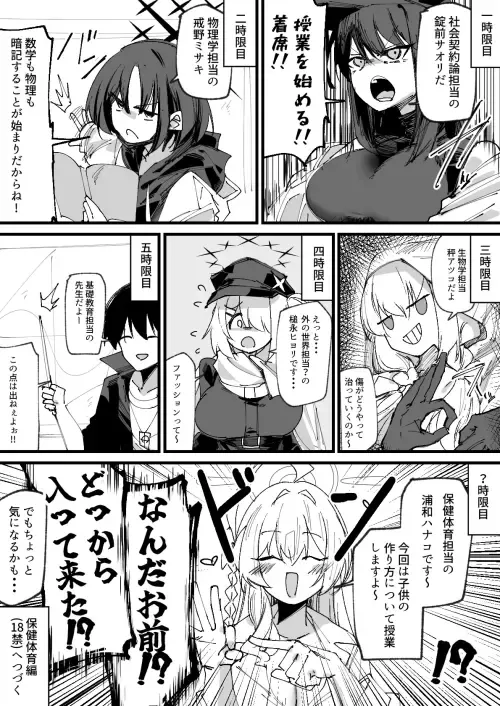 一時限目
社会契約論担当の
錠前サオリだ
授業を始める!!
着席!!
二時限目
物理学担当の
戒野ミサキ
数学も物理も
暗記することが
始まりだからね!
三時限目
生物学担当
秤アツコだよ
傷がどうやって
治っていくのか~
四時限目
えっと・・・
外の世界担当?の
槌永ヒヨリです・・・
ファッションって~
五時限目
基礎教育担当の
先生だよー
この点は出ねぇよぉ!!
?時限目
保健体育担当の
浦和ハナコです~
今回は子供の
作り方について授業
しますよ~
!?
ドン
なんだお前!?
どっから
入って来た!?
でもちょっと
気になるかも・・・
保健体育編
(18禁)へつづく